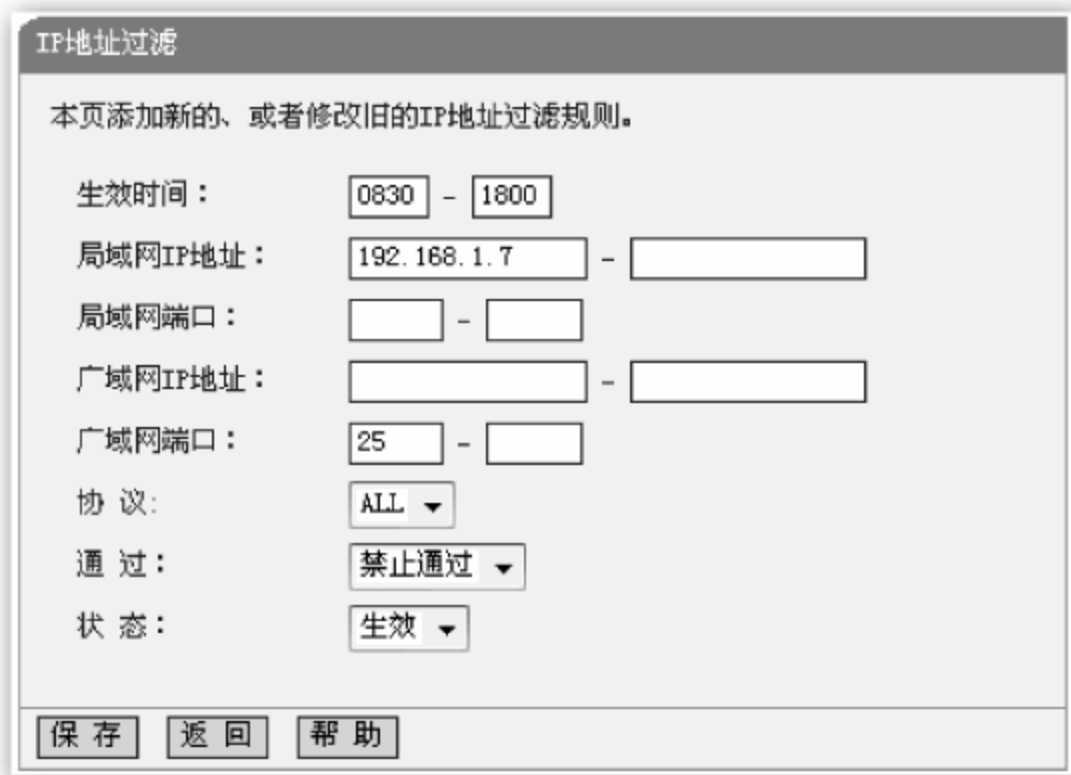 IP地址过滤
本页添加新的、或者修改旧的IP地址过滤规则。
生效时间： 0830 - 1800
局域网IP地址： 192.168.1.7 -
局域网端口： -
广域网IP地址： -
广域网端口： 25 -
协 议: ALL
通 过： 禁止通过
状 态： 生效
保 存 返 回 帮 助